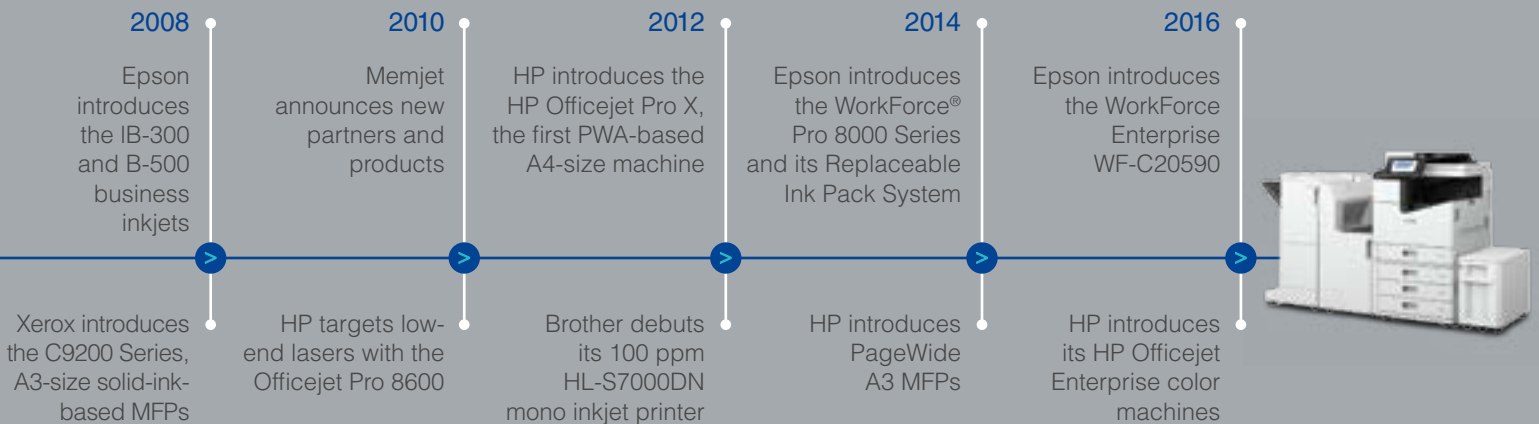 2008
Epson
introduces
the IB-300
and B-500
business
inkjets
Xerox introduces
the C9200 Series,
A3-size solid-ink-
based MFPs
2010
Memjet
announces new
partners and
products
HP targets low-
end lasers with the
Officejet Pro 8600
2012
HP introduces the
HP Officejet Pro X,
the first PWA-based
A4-size machine
Brother debuts
its 100 ppm
HL-S7000DN
mono inkjet printer
2014
Epson introduces
the WorkForce®
Pro 8000 Series
and its Replaceable
Ink Pack System
HP introduces
PageWide
A3 MFPs
2016
Epson introduces
the WorkForce
Enterprise
WF-C20590
HP introduces
its HP Officejet
Enterprise color
machines